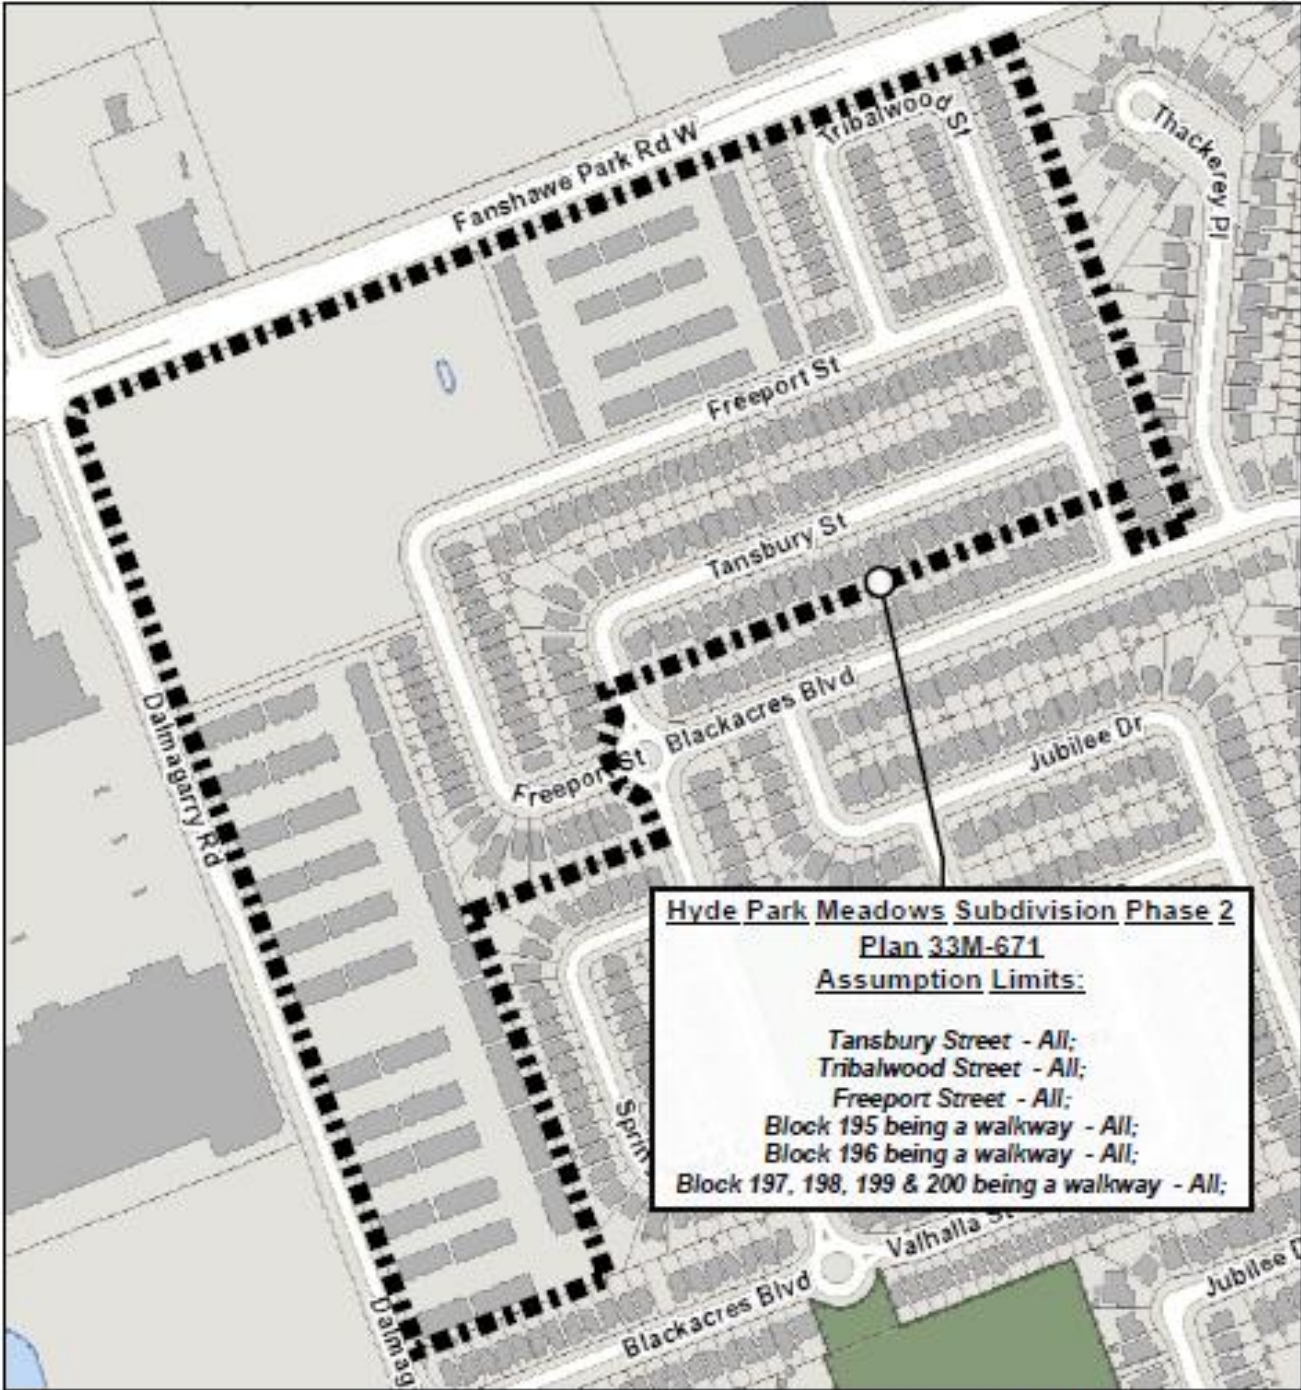 Tribalwood St
Thackerey Pl
Fanshawe Park Rd W
Freeport St
Tansbury St
Dalmagarry Rd
Blackacres Blvd
Jubilee Dr
Freeport St
Hyde Park Meadows Subdivision Phase 2
Plan 33M-671
Assumption Limits:
Tansbury Street - All;
Tribalwood Street - All;
Freeport Street - All;
Block 195 being a walkway - All;
Block 196 being a walkway - All;
Block 197, 198, 199 & 200 being a walkway - All;
Sprin
Valhalla St
Jubilee D
Blackacres Blvd
Dalmag